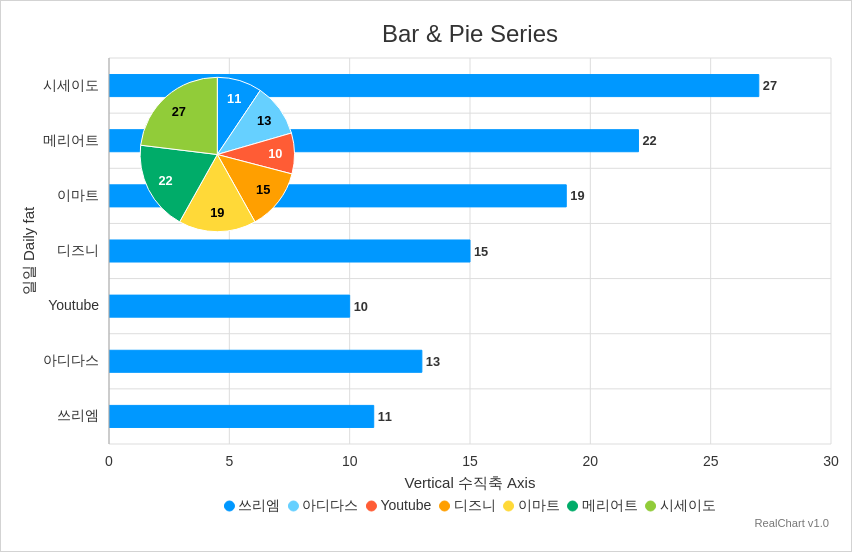 Bar & Pie Series
일일 Daily fat
시세이도
27
메리어트
22
이마트
19
디즈니
15
Youtube
10
아디다스
13
쓰리엠
11
11
13
10
15
19
22
27
0 5 10 15 20 25 30
Vertical 수직축 Axis
쓰리엠 아디다스 Youtube 디즈니 이마트 메리어트 시세이도
RealChart v1.0